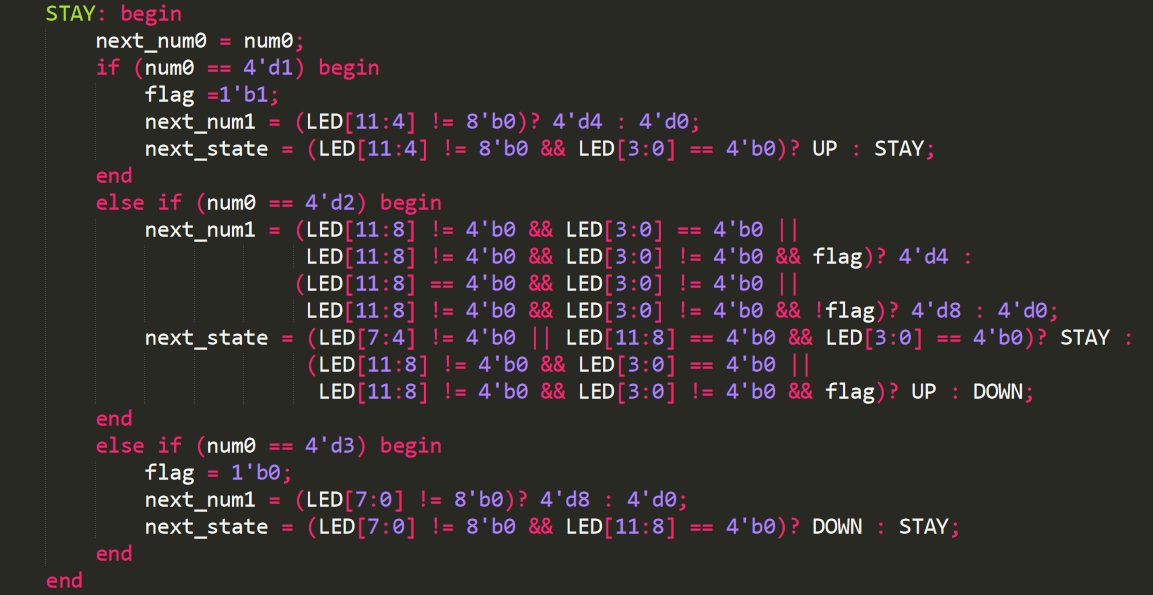 STAY: begin
    next_num0 = num0;
    if (num0 == 4'd1) begin
        flag =1'b1;
        next_num1 = (LED[11:4] != 8'b0)? 4'd4 : 4'd0;
        next_state = (LED[11:4] != 8'b0 && LED[3:0] == 4'b0)? UP : STAY;
    end
    else if (num0 == 4'd2) begin
        next_num1 = (LED[11:8] != 4'b0 && LED[3:0] == 4'b0 ||
                     LED[11:8] != 4'b0 && LED[3:0] != 4'b0 && flag)? 4'd4 :
                    (LED[11:8] == 4'b0 && LED[3:0] != 4'b0 ||
                     LED[11:8] != 4'b0 && LED[3:0] != 4'b0 && !flag)? 4'd8 : 4'd0;
        next_state = (LED[7:4] != 4'b0 || LED[11:8] == 4'b0 && LED[3:0] == 4'b0)? STAY :
                     (LED[11:8] != 4'b0 && LED[3:0] == 4'b0 ||
                      LED[11:8] != 4'b0 && LED[3:0] != 4'b0 && flag)? UP : DOWN;
    end
    else if (num0 == 4'd3) begin
        flag = 1'b0;
        next_num1 = (LED[7:0] != 8'b0)? 4'd8 : 4'd0;
        next_state = (LED[7:0] != 8'b0 && LED[11:8] == 4'b0)? DOWN : STAY;
    end
end